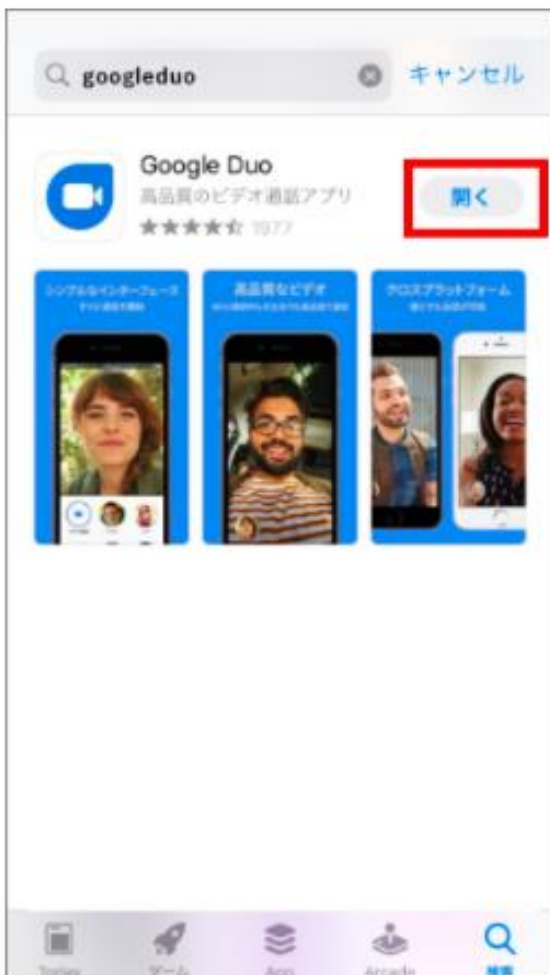 googleduo
キャンセル
Google Duo
高品質のビデオ通話アプリ
開く
1977
シンプルなインターフェース
高品質なビデオ
クロスプラットフォーム
Today
ゲーム
App
Arcade
検索